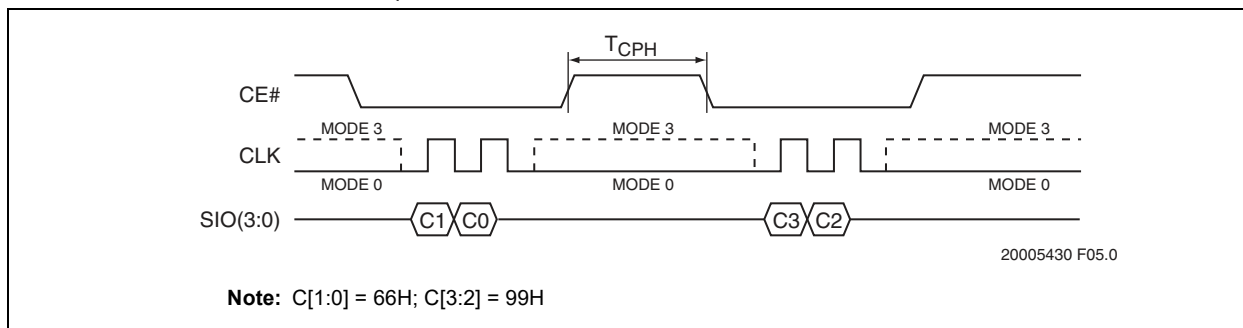 TCPH
CE#
MODE 3 MODE 3 MODE 3
CLK
MODE 0 MODE 0 MODE 0
SIO(3:0) C1 C0 C3 C2
20005430 F05.0
Note: C[1:0] = 66H; C[3:2] = 99H